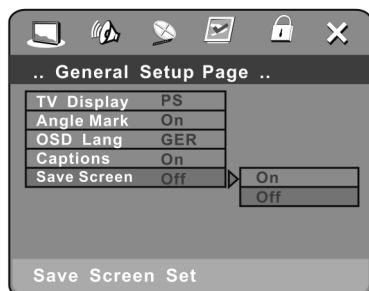 .. General Setup Page ..
TV Display PS
Angle Mark On
OSD Lang GER
Captions On
Save Screen Off On
Off
Save Screen Set